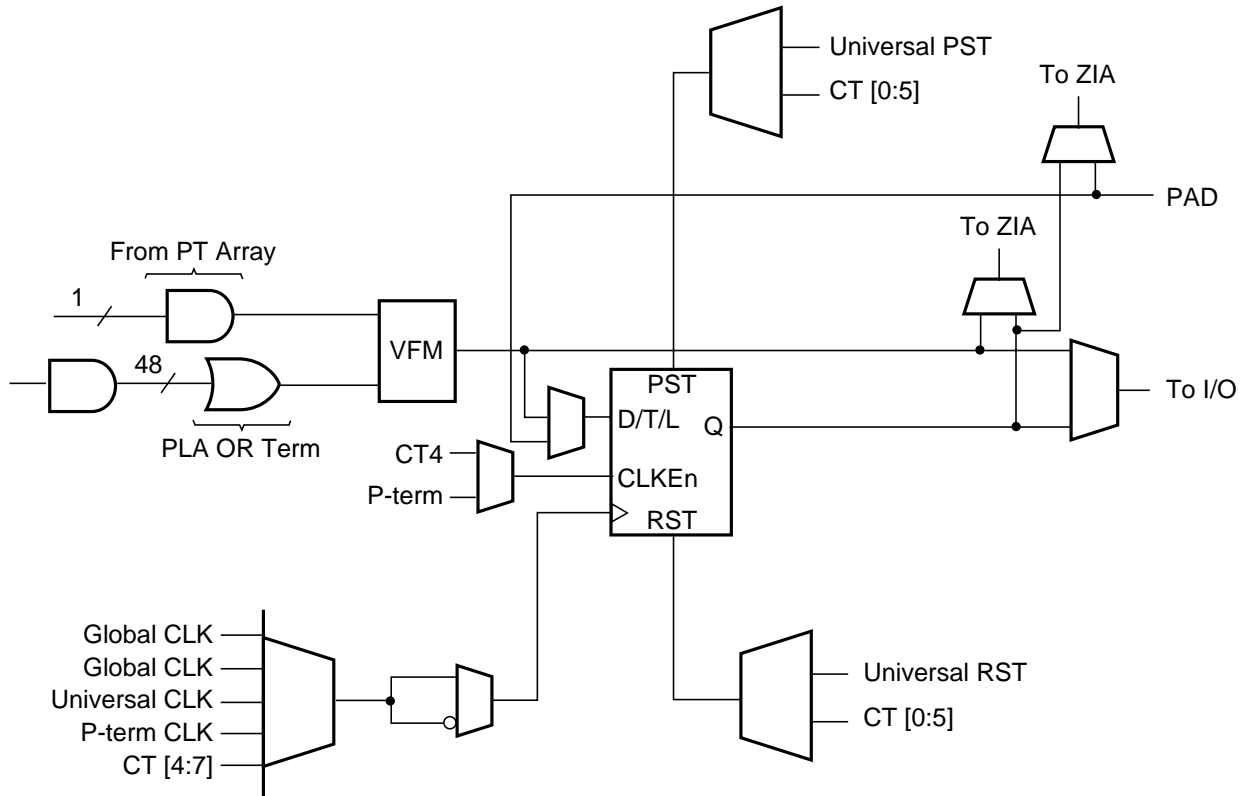 Universal PST
To ZIA
CT [0:5]
PAD
To ZIA
From PT Array
1
VFM
48
PST
To I/O
D/T/L
Q
PLA OR Term
CT4
CLKEn
P-term
RST
Global CLK
Global CLK
Universal CLK
P-term CLK
CT [4:7]
Universal RST
CT [0:5]